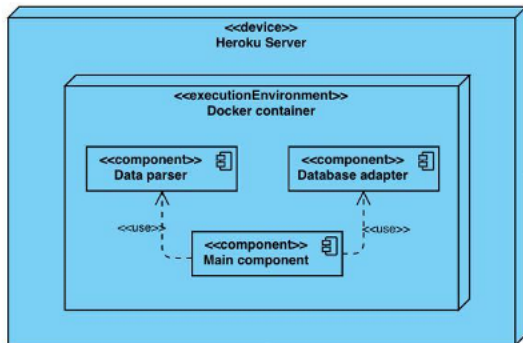 <<device>>
Heroku Server
<<executionEnvironment>>
Docker container
<<component>>
Data parser
<<component>>
Database adapter
<<use>>
<<use>>
<<component>>
Main component